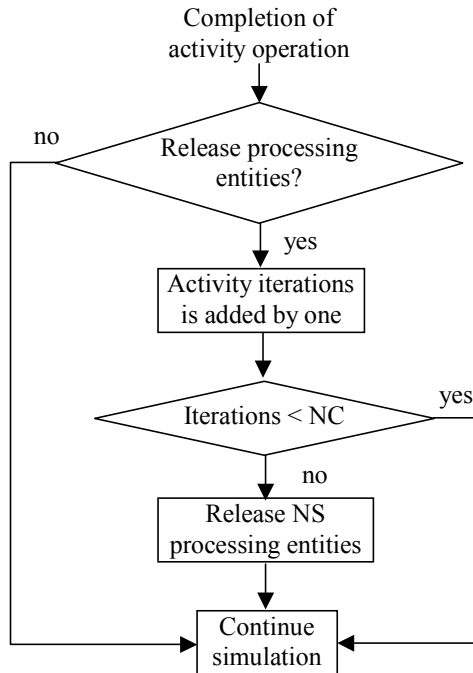 Completion of
activity operation
no
Release processing
entities?
yes
Activity iterations
is added by one
yes
Iterations < NC
no
Release NS
processing entities
Continue
simulation